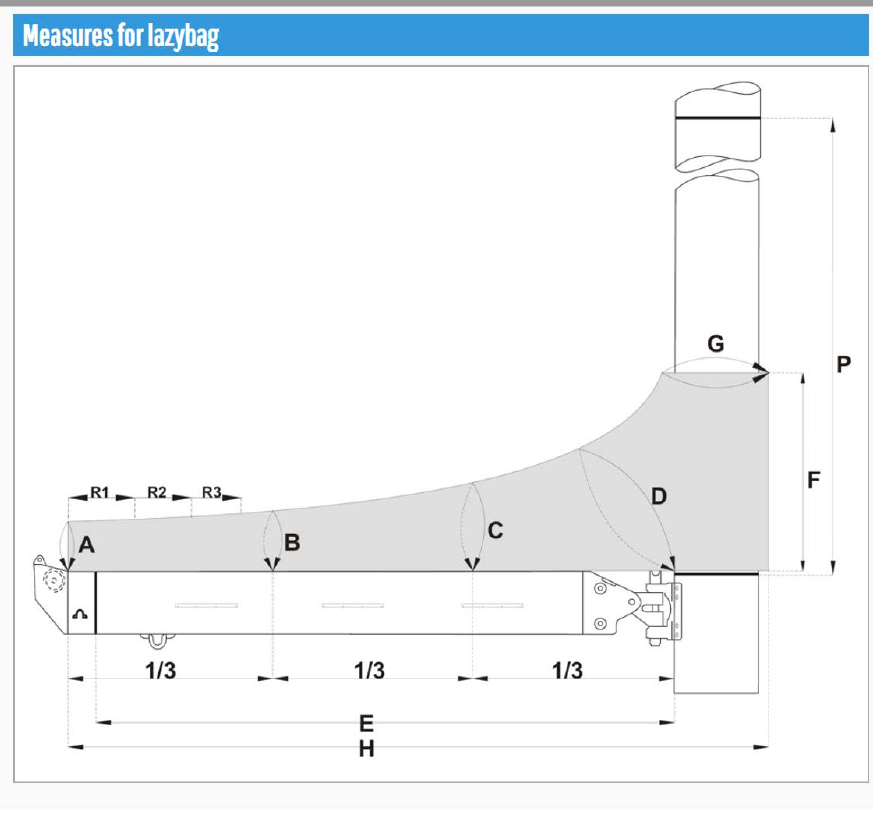 Measures for lazybag
G
P
F
R1 R2 R3
D
A B C
1/3 1/3 1/3
E
H